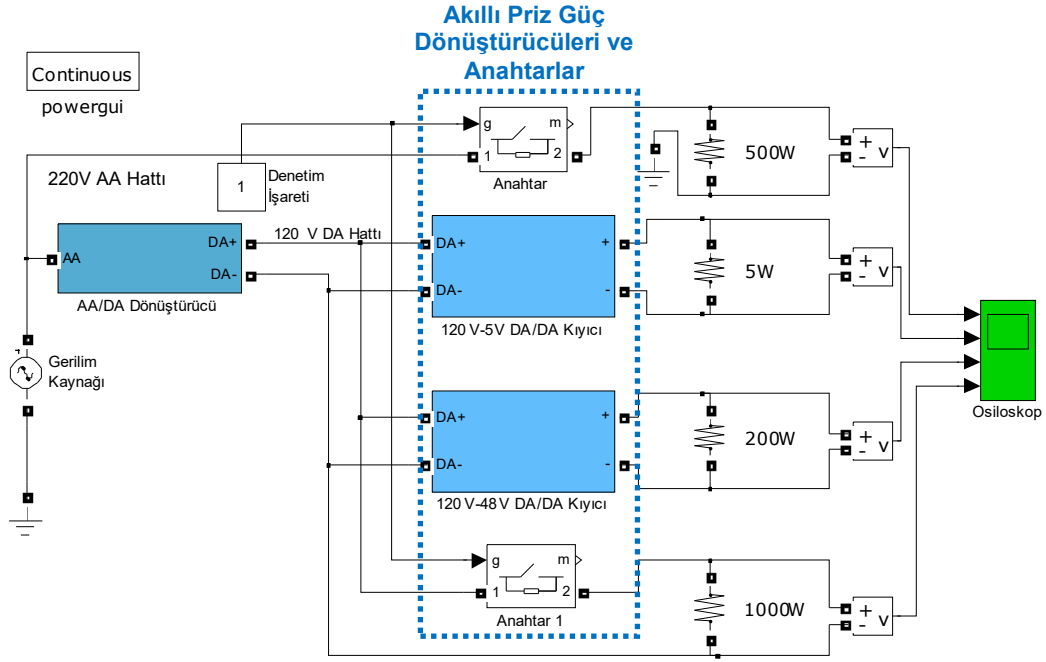 Akıllı Priz Güç
Dönüştürücüleri ve
Anahtarlar
Continuous
powergui
g
m
1
2
Anahtar
500W
+
-
v
220V AA Hattı
1
Denetim
İşareti
120 V DA Hattı
AA
DA+
DA-
AA/DA Dönüştürücü
DA+
DA-
+
-
120 V-5V DA/DA Kıyıcı
5W
+
-
v
Gerilim
Kaynağı
Osiloskop
DA+
DA-
+
-
120 V-48V DA/DA Kıyıcı
200W
+
-
v
g
m
1
2
Anahtar 1
1000W
+
-
v